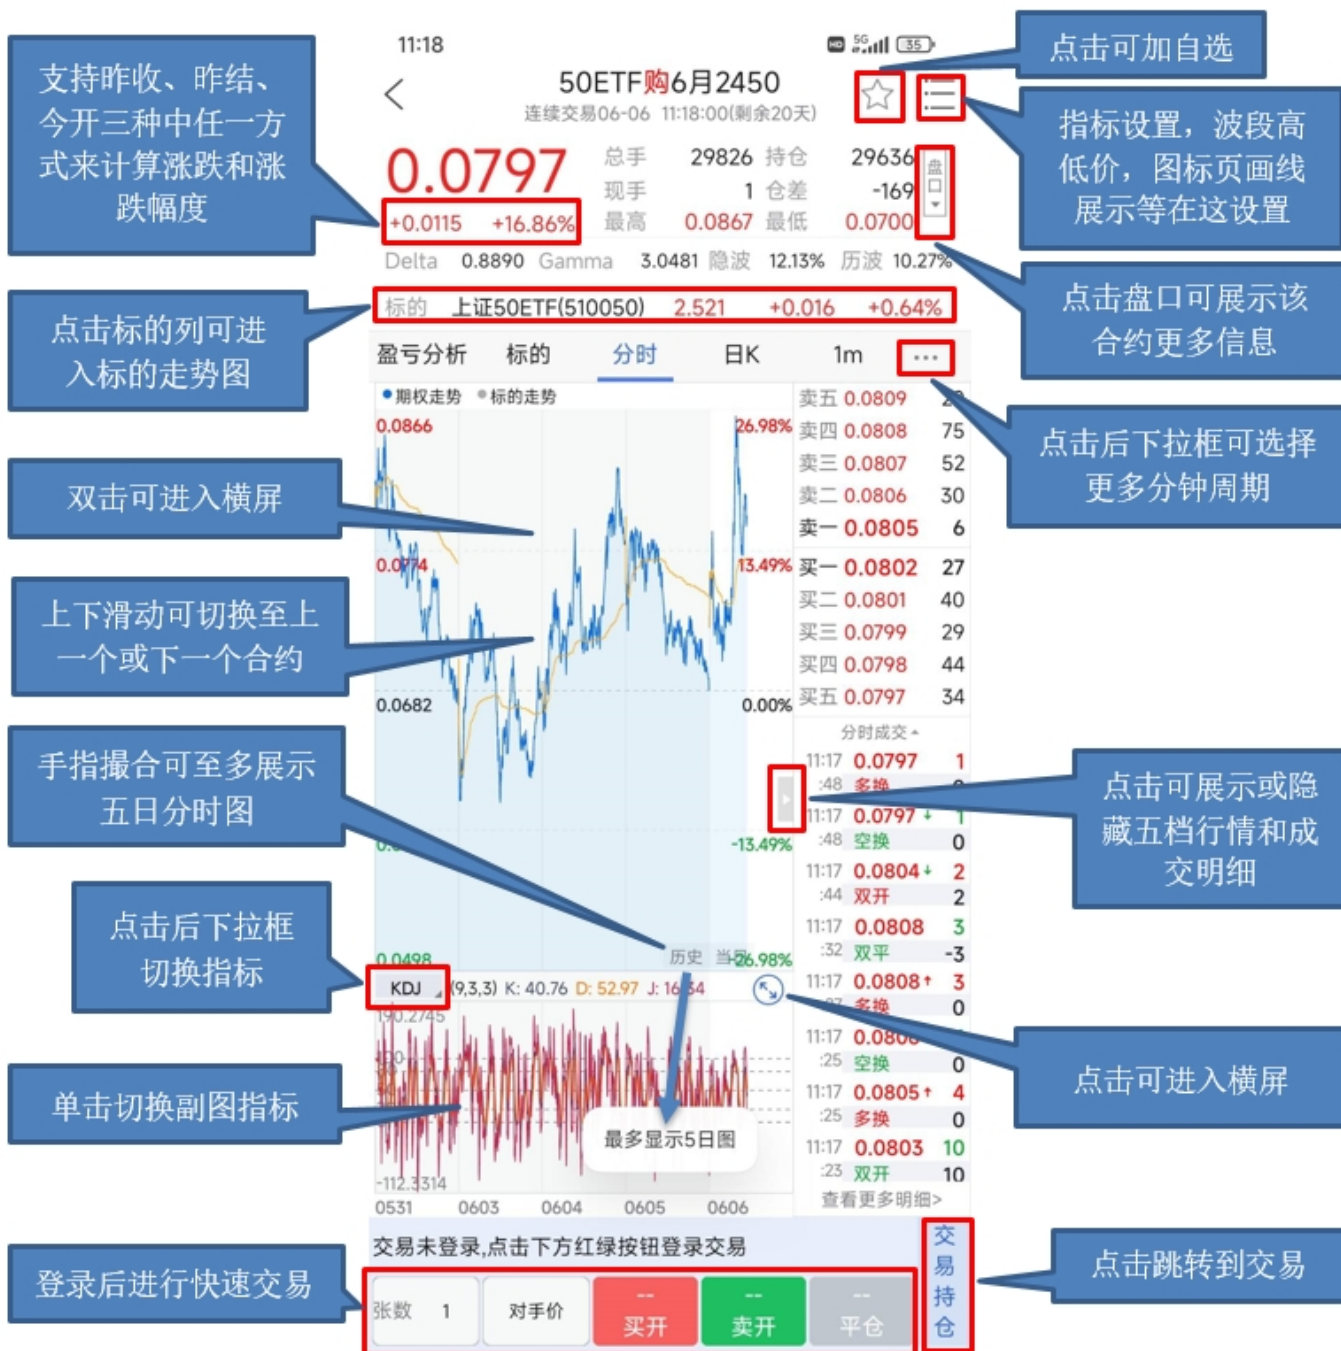 11:18
HD 5G 35
50ETF购6月2450
连续交易06-06 11:18:00(剩余20天)
0.0797
+0.0115 +16.86%
总手 29826 持仓 29636
现手 1 仓差 -169
最高 0.0867 最低 0.0700
盘口
Delta 0.8890 Gamma 3.0481 隐波 12.13% 历波 10.27%
标的 上证50ETF(510050) 2.521 +0.016 +0.64%
盈亏分析 标的 分时 日K 1m ...
期权走势 标的走势
0.0866 26.98%
0.0774 13.49%
0.0682 0.00%
-13.49%
0.0498 -26.98%
历史
KDJ (9,3,3) K: 40.76 D: 52.97 J: 16.34
190.2745
-112.3314
最多显示5日图
0531 0603 0604 0605 0606
卖五 0.0809
卖四 0.0808 75
卖三 0.0807 52
卖二 0.0806 30
卖一 0.0805 6
买一 0.0802 27
买二 0.0801 40
买三 0.0799 29
买四 0.0798 44
买五 0.0797 34
分时成交
11:17 0.0797 1
:48 多换
11:17 0.0797↓ 1
:48 空换 0
11:17 0.0804↓ 2
:44 双开 2
11:17 0.0808 3
:32 双平 -3
11:17 0.0808↑ 3
多换 0
11:17
:25 空换 0
11:17 0.0805↑ 4
:25 多换 0
11:17 0.0803 10
:23 双开 10
查看更多明细>
交易未登录,点击下方红绿按钮登录交易
张数 1 对手价
-- 买开
-- 卖开
-- 平仓
交易持仓
支持昨收、昨结、
今开三种中任一方
式来计算涨跌和涨
跌幅度
点击标的列可进
入标的走势图
双击可进入横屏
上下滑动可切换至上
一个或下一个合约
手指撮合可至多展示
五日分时图
点击后下拉框
切换指标
单击切换副图指标
登录后进行快速交易
点击可加自选
指标设置，波段高
低价，图标页画线
展示等在这设置
点击盘口可展示该
合约更多信息
点击后下拉框可选择
更多分钟周期
点击可展示或隐
藏五档行情和成
交明细
点击可进入横屏
点击跳转到交易